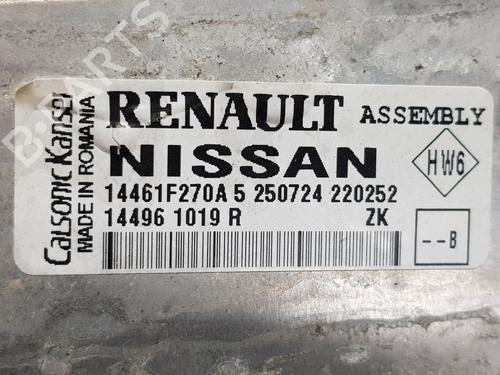 Calsonic Kansei
MADE IN ROMANIA
RENAULT ASSEMBLY
NISSAN
HW6
14461F270A 5 250724 220252
14496 1019 R ZK
--B
B-PARTS